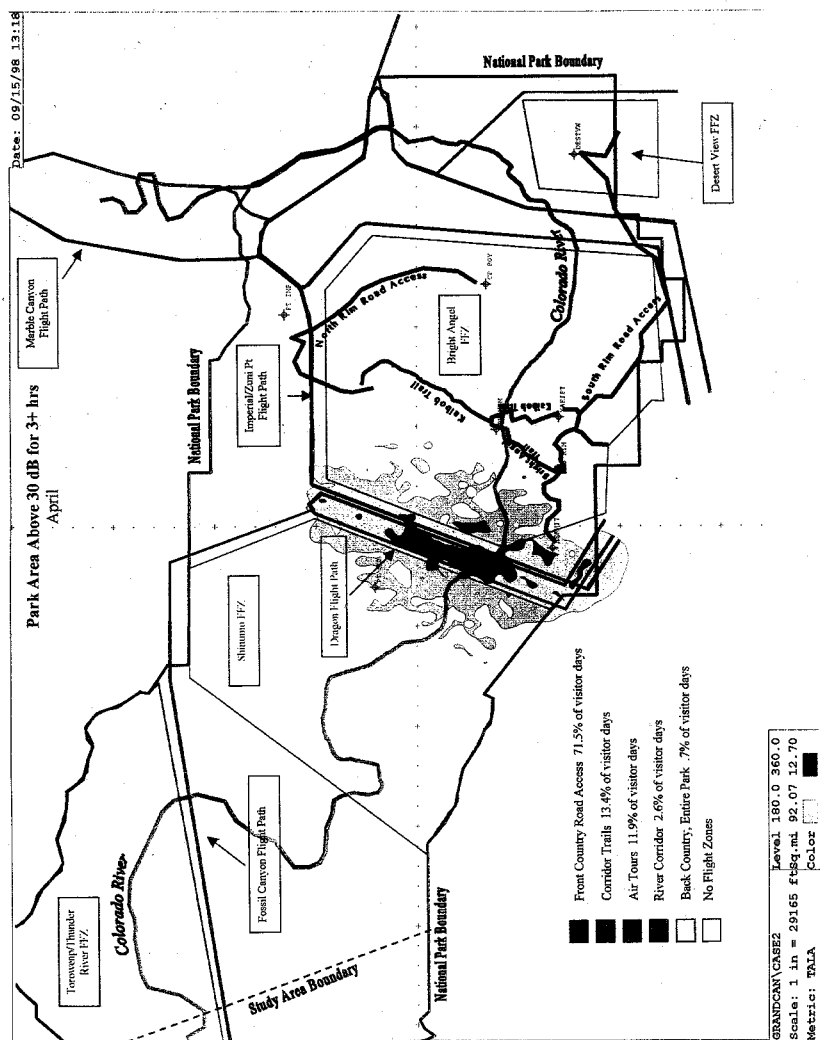 Date: 09/15/98 13:18
Park Area Above 30 dB for 3+ hrs
April
Marble Canyon
Flight Path
National Park Boundary
National Park Boundary
Imperial/Zuni Pt
Flight Path
North Rim Road Access
Bright Angel
FFZ
Colorado River
Desert View FFZ
South Rim Road Access
Kaibob Trail
Kaibob
Shinumo FFZ
Dragon Flight Path
Fossil Canyon Flight Path
Colorado River
Study Area Boundary
National Park Boundary
Front Country Road Access 71.5% of visitor days
Corridor Trails 13.4% of visitor days
Air Tours 11.9% of visitor days
River Corridor 2.6% of visitor days
Back Country, Entire Park .7% of visitor days
No Flight Zones
River FFZ
GRANDCAN\CASE2
Scale: 1 in = 29165 ft
Metric: TALA
Level 180.0 360.0
Sq.mi 92.07 12.70
Color